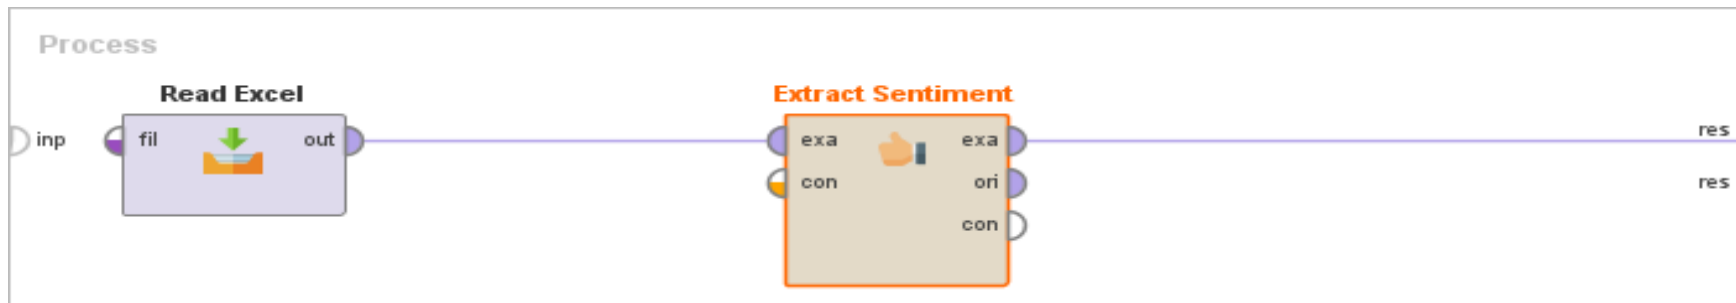 Process
Read Excel
Extract Sentiment
inp
fil
out
exa
exa
res
con
ori
res
con